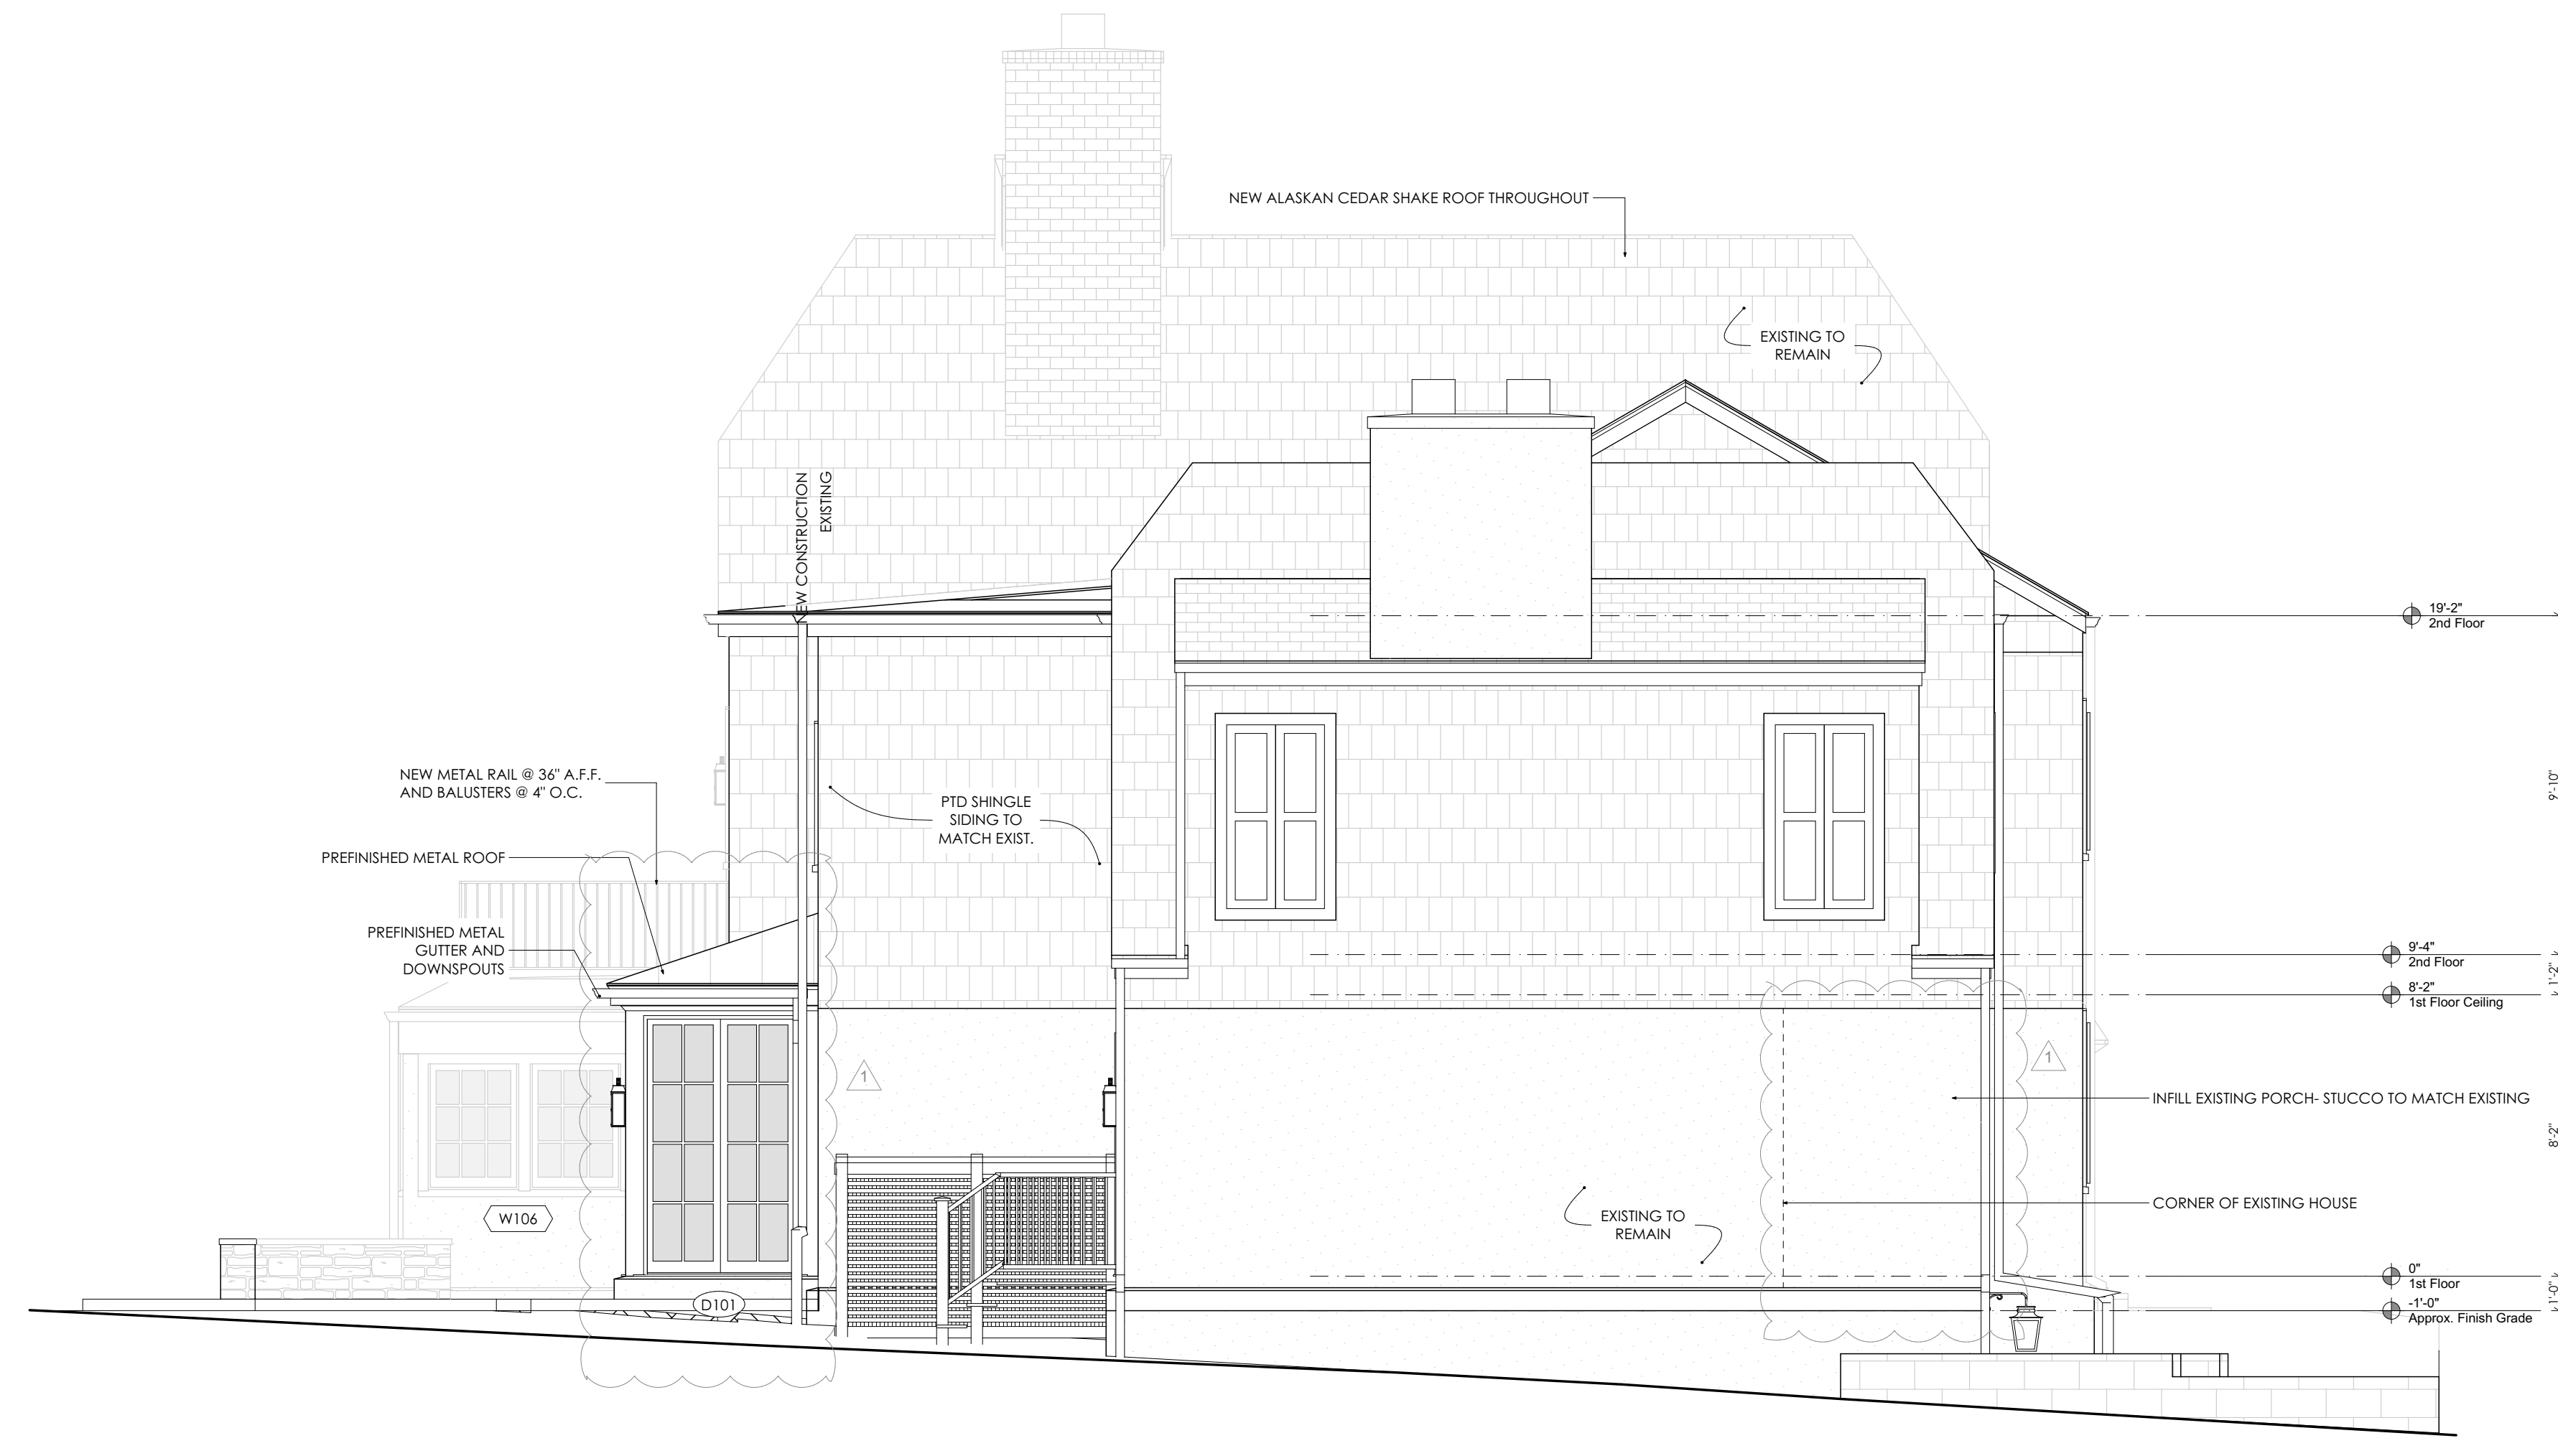 NEW ALASKAN CEDAR SHAKE ROOF THROUGHOUT
EXISTING TO
REMAIN
EW CONSTRUCTION
EXISTING
19'-2"
2nd Floor
NEW METAL RAIL @ 36" A.F.F.
AND BALUSTERS @ 4" O.C.
9'-10"
PTD SHINGLE
SIDING TO
MATCH EXIST.
PREFINISHED METAL ROOF
PREFINISHED METAL
GUTTER AND
DOWNSPOUTS
9'-4"
2nd Floor
1'-2"
8'-2"
1st Floor Ceiling
1
1
INFILL EXISTING PORCH- STUCCO TO MATCH EXISTING
8'-2"
CORNER OF EXISTING HOUSE
W106
EXISTING TO
REMAIN
0"
1st Floor
1'-0"
D101
-1'-0"
Approx. Finish Grade